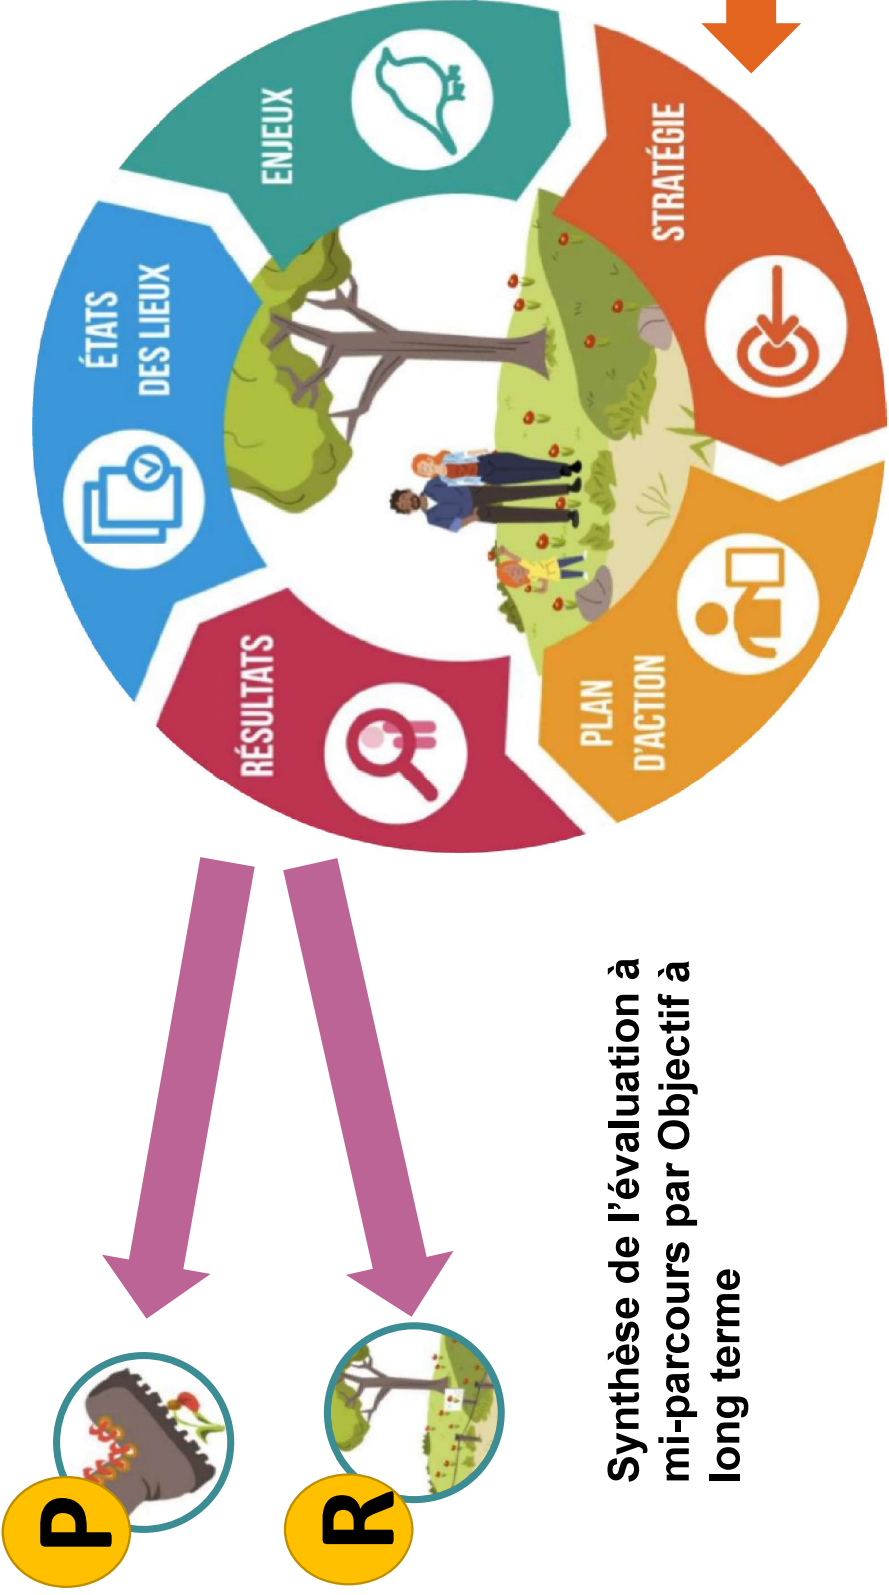 P
R
Synthèse de l'évaluation à
mi-parcours par Objectif à
long terme
RÉSULTATS
ÉTATS
DES LIEUX
ENJEUX
STRATÉGIE
PLAN
D'ACTION